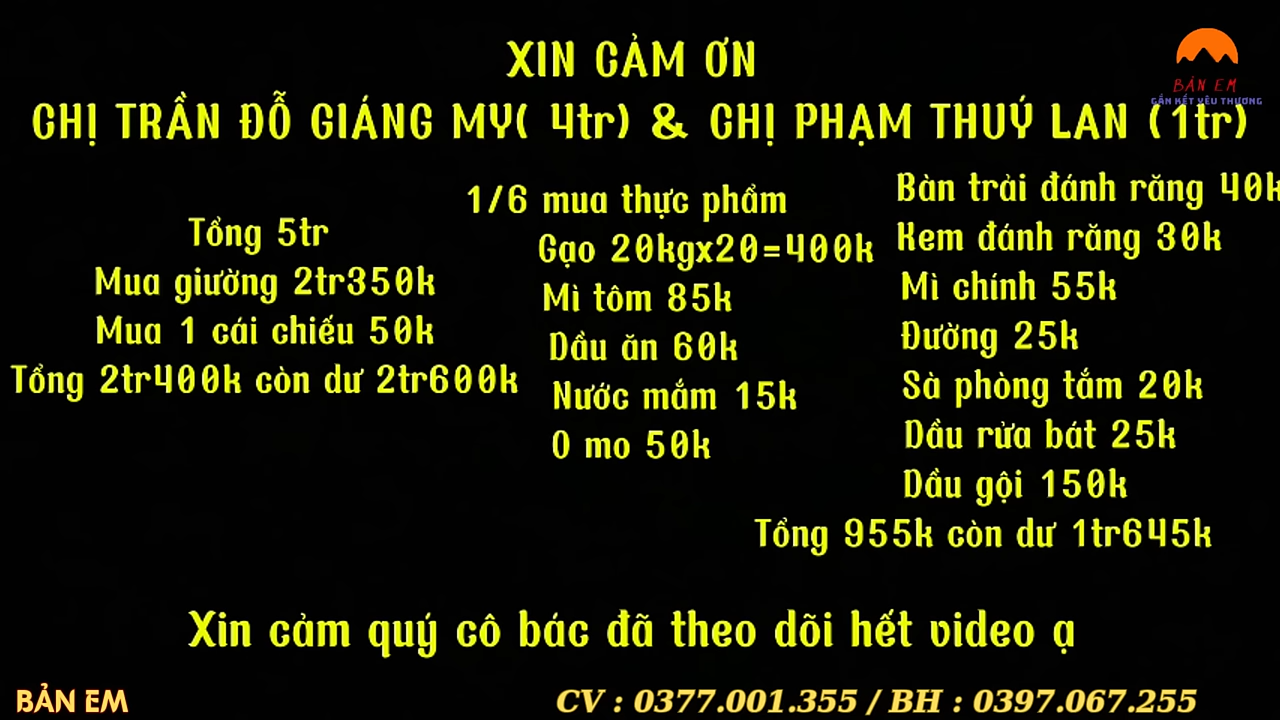 XIN CẢM ƠN
CHỊ TRẦN ĐỖ GIÁNG MY( 4tr) & CHỊ PHẠM THUÝ LAN (1tr)
BẢN EM
GẮN KẾT YÊU THƯƠNG
Tổng 5tr
Mua giường 2tr350k
Mua 1 cái chiếu 50k
Tổng 2tr400k còn dư 2tr600k
1/6 mua thực phẩm
Gạo 20kgx20=400k
Mì tôm 85k
Dầu ăn 60k
Nước mắm 15k
O mo 50k
Bàn trải đánh răng 40k
Kem đánh răng 30k
Mì chính 55k
Đường 25k
Sà phòng tắm 20k
Dầu rửa bát 25k
Dầu gội 150k
Tổng 955k còn dư 1tr645k
Xin cảm quý cô bác đã theo dõi hết video ạ
BẢN EM
CV : 0377.001.355 / BH : 0397.067.255